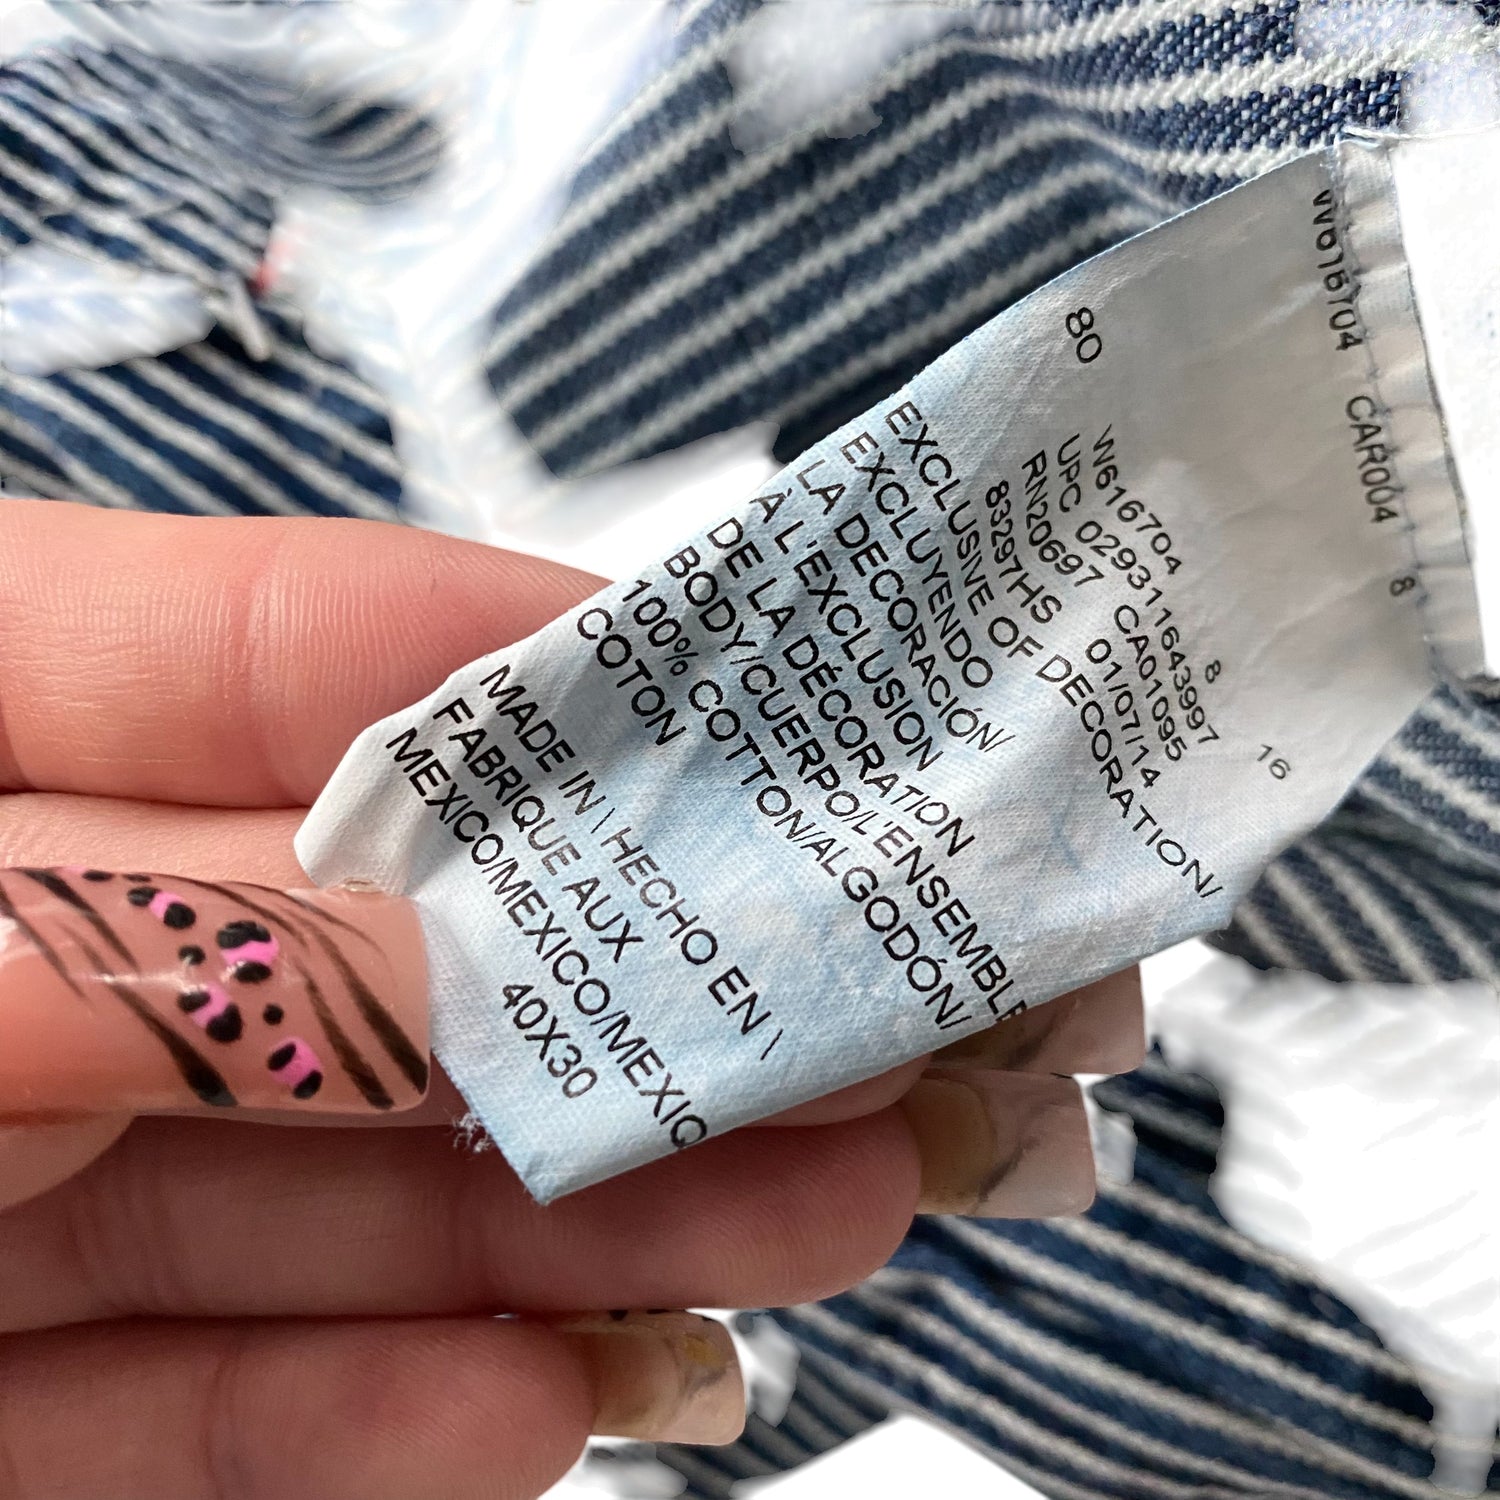 W616704 CAR004 8
80
W616704 8
UPC 029311643997 16
RN20697 CA01095
83297HS 01/07/14
EXCLUSIVE OF DECORATION/
EXCLUYENDO
LA DECORACIÓN/
À L'EXCLUSION
DE LA DÉCORATION
BODY/CUERPO/L'ENSEMBLE
100% COTTON/ALGODÓN/
COTON
MADE IN \ HECHO EN \
FABRIQUE AUX
MEXICO/MEXICO/MEXIQ
40X30